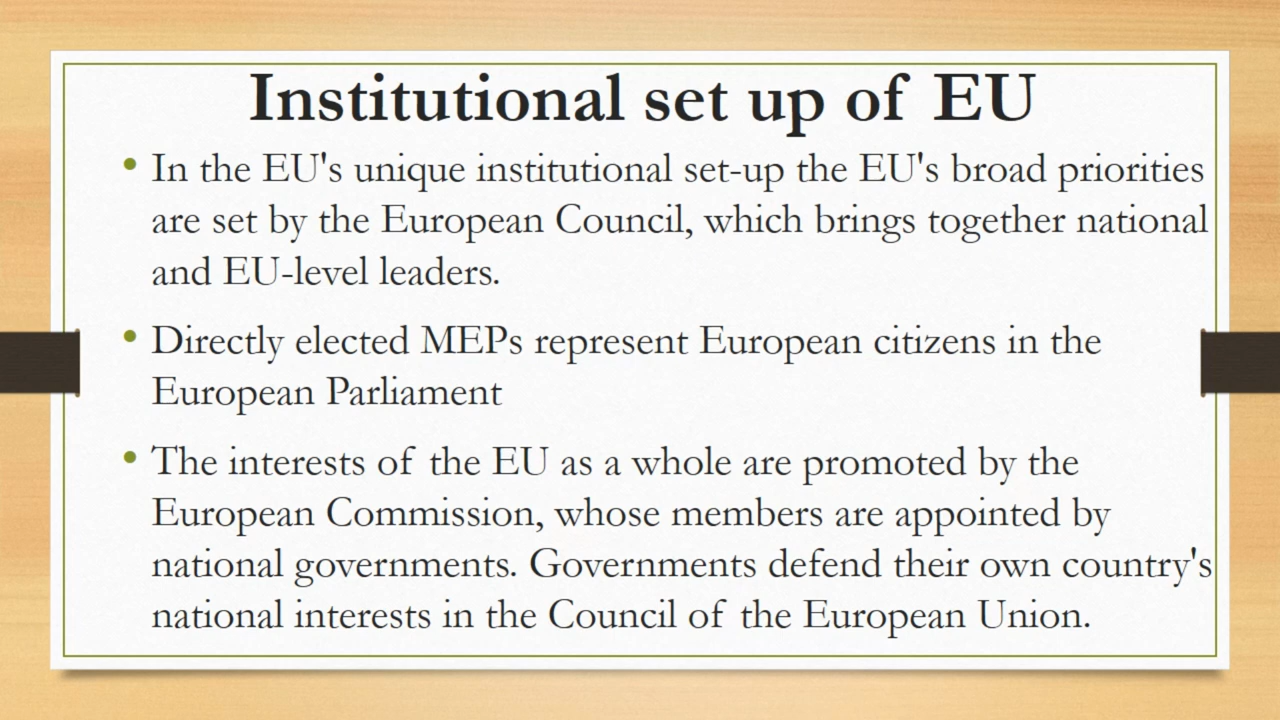 Institutional set up of EU
• In the EU's unique institutional set-up the EU's broad priorities
are set by the European Council, which brings together national
and EU-level leaders.
• Directly elected MEPs represent European citizens in the
European Parliament
• The interests of the EU as a whole are promoted by the
European Commission, whose members are appointed by
national governments. Governments defend their own country's
national interests in the Council of the European Union.